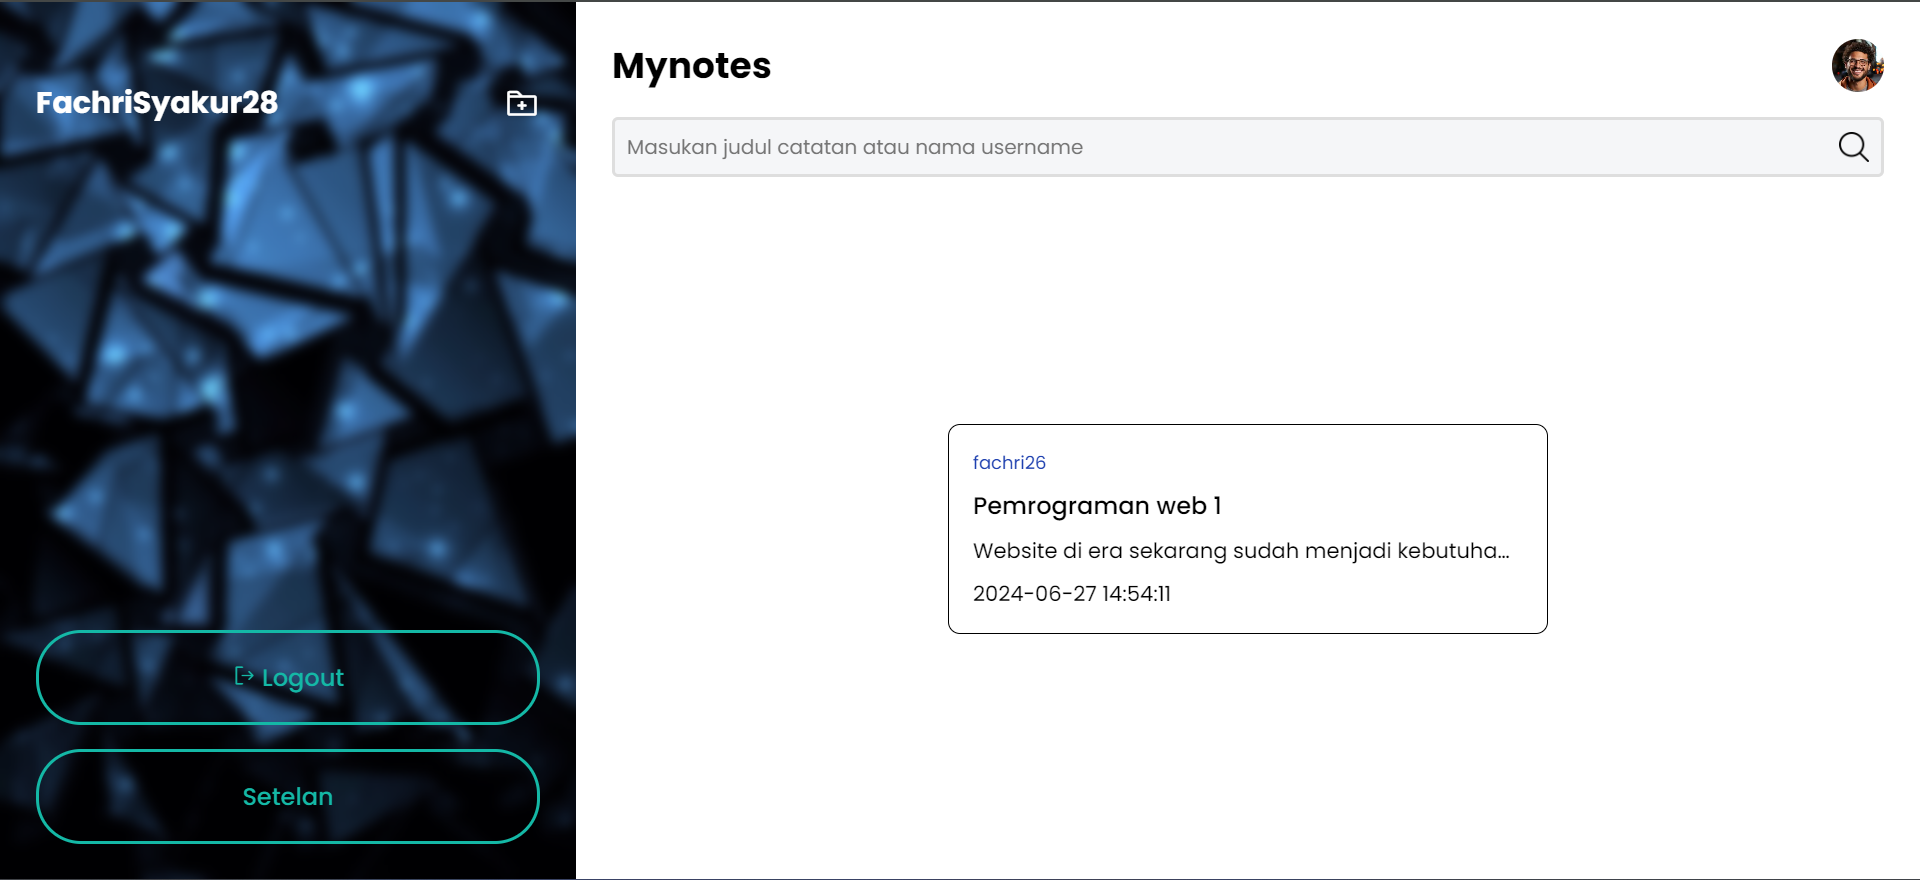 FachriSyakur28
Logout
Setelan
Mynotes
Masukan judul catatan atau nama username
fachri26
Pemrograman web 1
Website di era sekarang sudah menjadi kebutuha...
2024-06-27 14:54:11